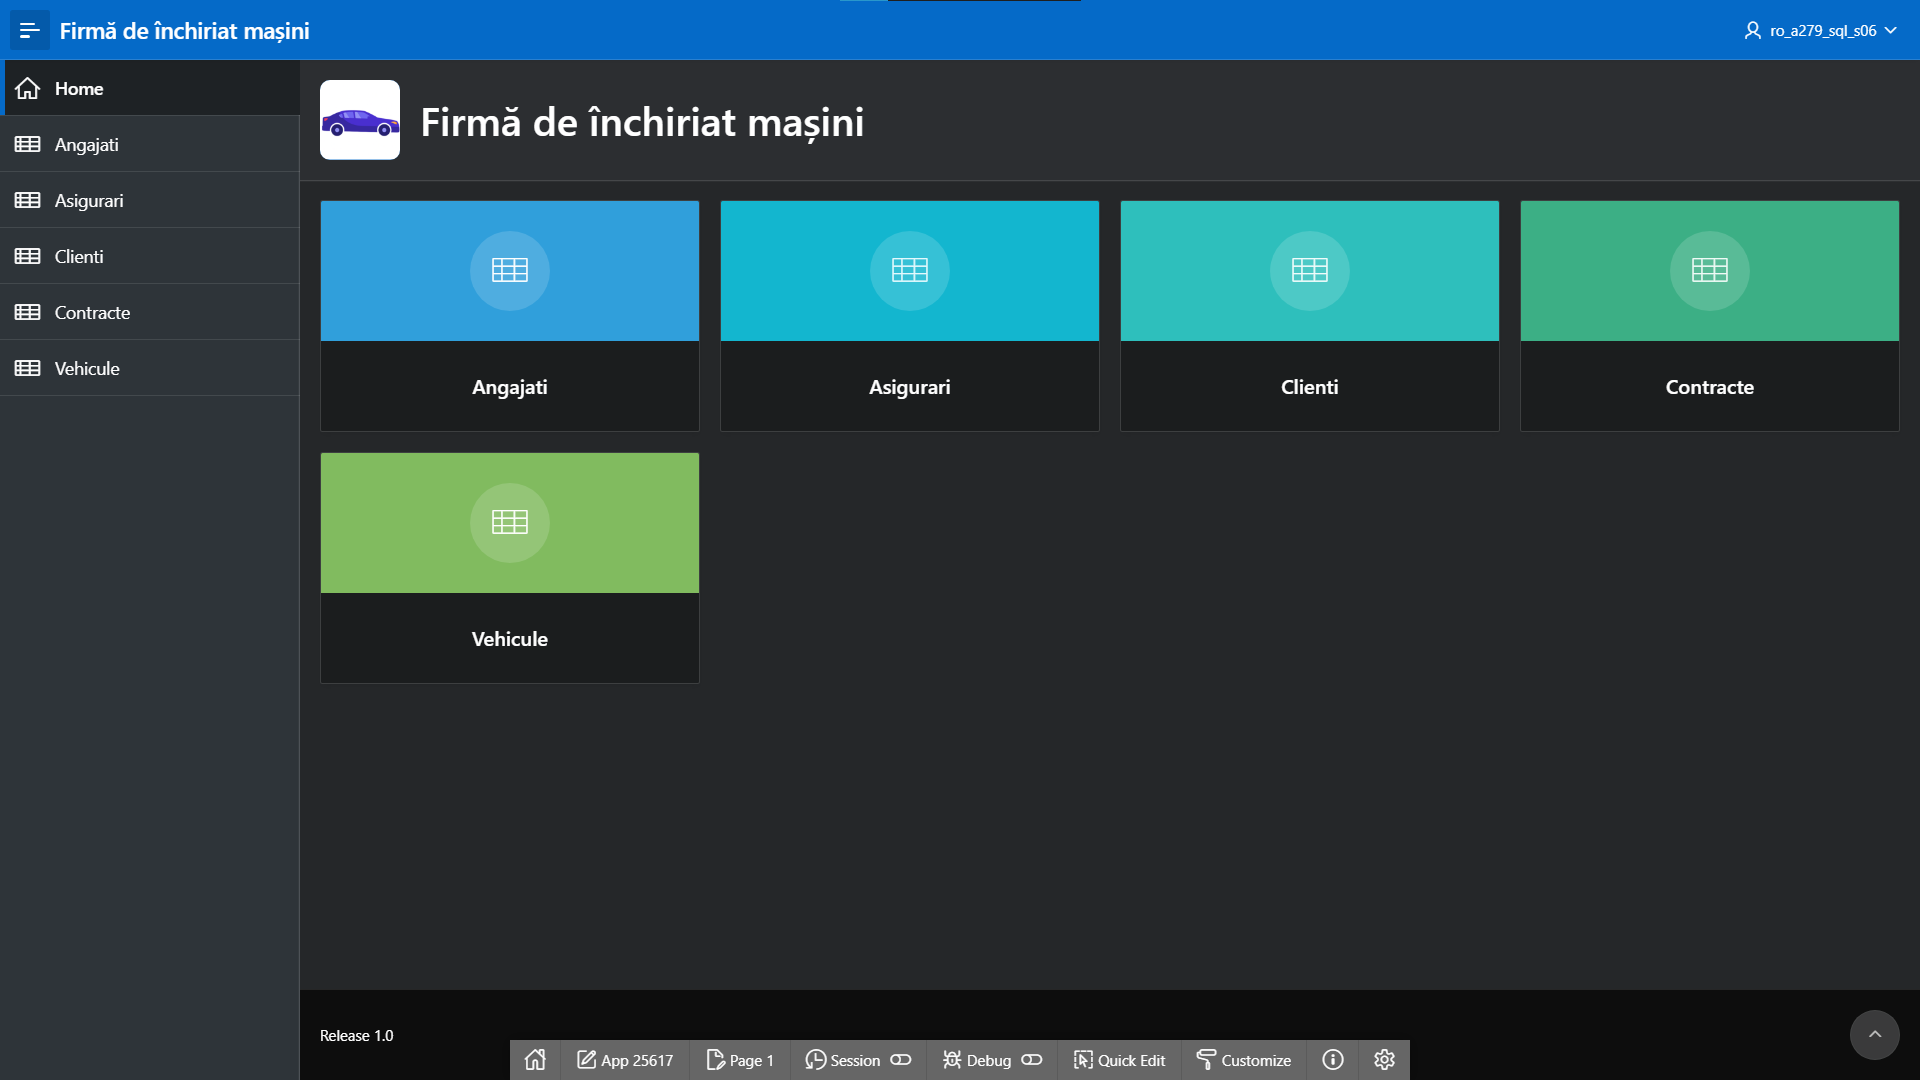 Firmă de închiriat mașini
ro_a279_sql_s06
Home
Angajati
Asigurari
Clienti
Contracte
Vehicule
Firmă de închiriat mașini
Angajati
Asigurari
Clienti
Contracte
Vehicule
Release 1.0
App 25617
Page 1
Session
Debug
Quick Edit
Customize